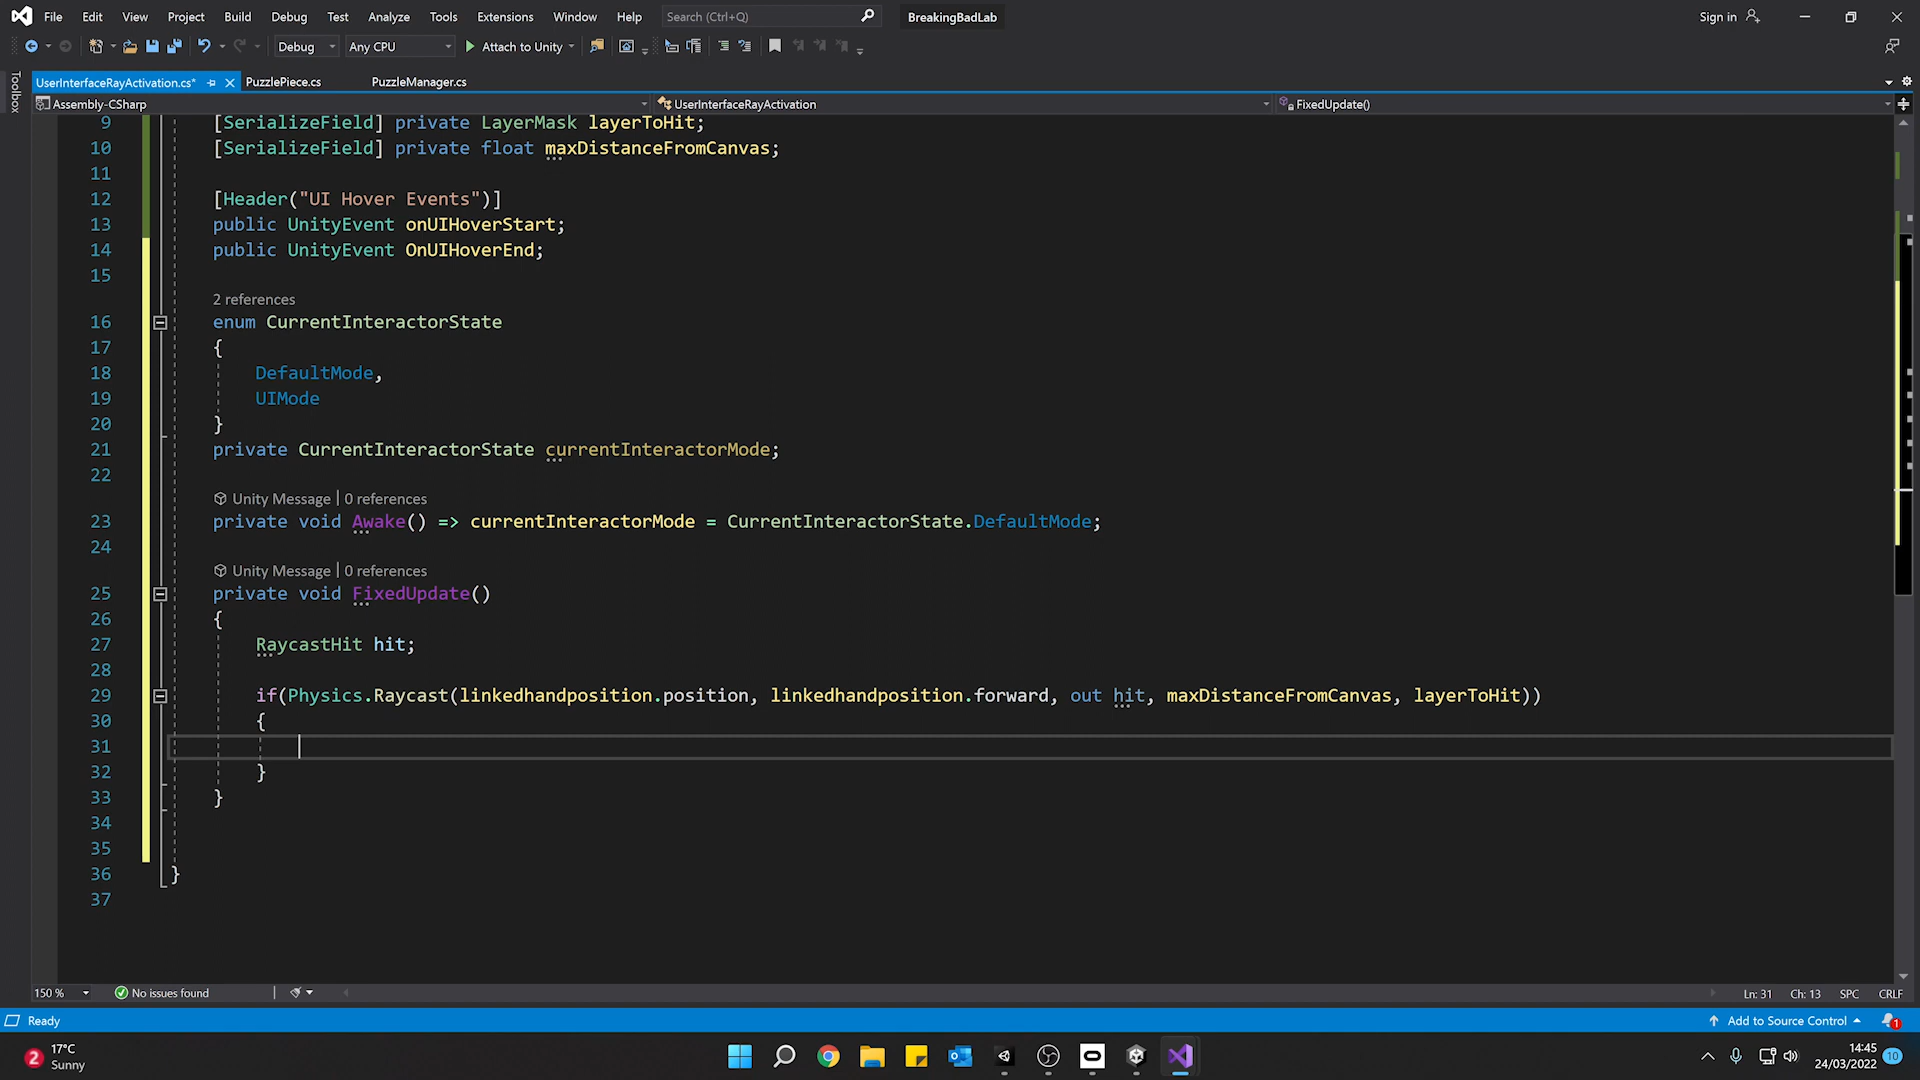 File Edit View Project Build Debug Test Analyze Tools Extensions Window Help Search (Ctrl+Q) BreakingBadLab Sign in
Debug Any CPU Attach to Unity
Toolbox
UserInterfaceRayActivation.cs* PuzzlePiece.cs PuzzleManager.cs
Assembly-CSharp UserInterfaceRayActivation FixedUpdate()
9 [SerializeField] private LayerMask layerToHit;
10 [SerializeField] private float maxDistanceFromCanvas;
11
12 [Header("UI Hover Events")]
13 public UnityEvent onUIHoverStart;
14 public UnityEvent OnUIHoverEnd;
15
2 references
16 enum CurrentInteractorState
17 {
18 DefaultMode,
19 UIMode
20 }
21 private CurrentInteractorState currentInteractorMode;
22
Unity Message | 0 references
23 private void Awake() => currentInteractorMode = CurrentInteractorState.DefaultMode;
24
Unity Message | 0 references
25 private void FixedUpdate()
26 {
27 RaycastHit hit;
28
29 if(Physics.Raycast(linkedhandposition.position, linkedhandposition.forward, out hit, maxDistanceFromCanvas, layerToHit))
30 {
31
32 }
33 }
34
35
36 }
37
150 % No issues found Ln: 31 Ch: 13 SPC CRLF
Ready Add to Source Control 1
2 17°C
Sunny
14:45
24/03/2022 10